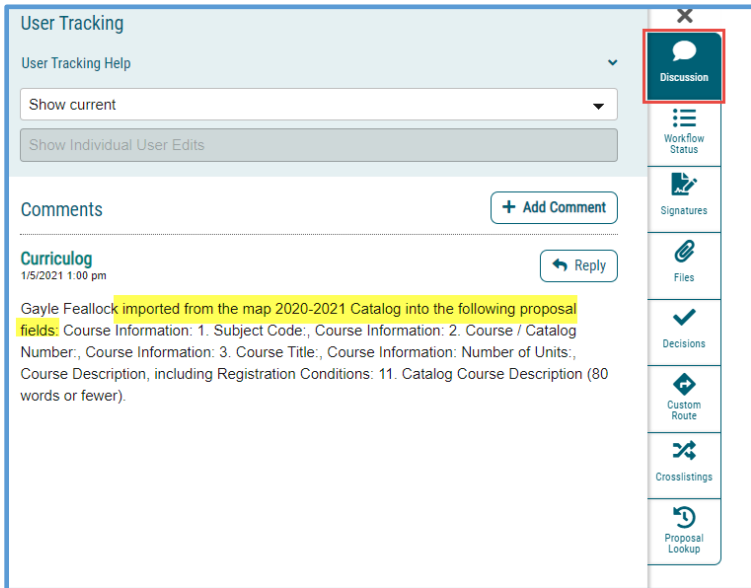 User Tracking
User Tracking Help
Show current
Show Individual User Edits
Comments
+ Add Comment
Curriculog
1/5/2021 1:00 pm
Reply
Gayle Feallock imported from the map 2020-2021 Catalog into the following proposal
fields: Course Information: 1. Subject Code:, Course Information: 2. Course / Catalog
Number:, Course Information: 3. Course Title:, Course Information: Number of Units:,
Course Description, including Registration Conditions: 11. Catalog Course Description (80
words or fewer).
Discussion
Workflow
Status
Signatures
Files
Decisions
Custom
Route
Crosslistings
Proposal
Lookup